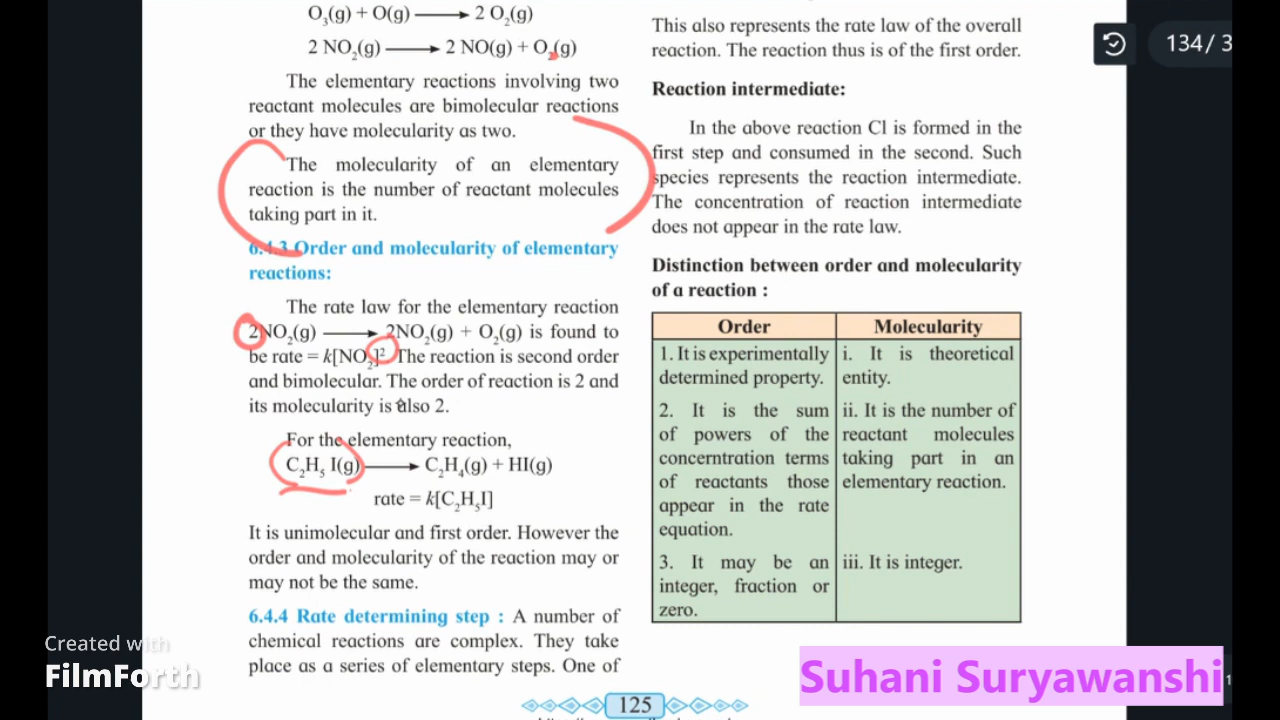 O₃(g) + O(g) ⟶ 2 O₂(g)
2 NO₂(g) ⟶ 2 NO(g) + O₂(g)
The elementary reactions involving two
reactant molecules are bimolecular reactions
or they have molecularity as two.
The molecularity of an elementary
reaction is the number of reactant molecules
taking part in it.
6.4.3 Order and molecularity of elementary
reactions:
The rate law for the elementary reaction
2NO₂(g) ⟶ 2NO₂(g) + O₂(g) is found to
be rate = k[NO₂]² The reaction is second order
and bimolecular. The order of reaction is 2 and
its molecularity is also 2.
For the elementary reaction,
C₂H₅ I(g) ⟶ C₂H₄(g) + HI(g)
rate = k[C₂H₅I]
It is unimolecular and first order. However the
order and molecularity of the reaction may or
may not be the same.
6.4.4 Rate determining step : A number of
chemical reactions are complex. They take
place as a series of elementary steps. One of
This also represents the rate law of the overall
reaction. The reaction thus is of the first order.
Reaction intermediate:
In the above reaction Cl is formed in the
first step and consumed in the second. Such
species represents the reaction intermediate.
The concentration of reaction intermediate
does not appear in the rate law.
Distinction between order and molecularity
of a reaction :
Order
Molecularity
1. It is experimentally
determined property.
i. It is theoretical
entity.
2. It is the sum
of powers of the
concerntration terms
of reactants those
appear in the rate
equation.
ii. It is the number of
reactant molecules
taking part in an
elementary reaction.
3. It may be an
integer, fraction or
zero.
iii. It is integer.
125
134 / 3
Created with
FilmForth
Suhani Suryawanshi